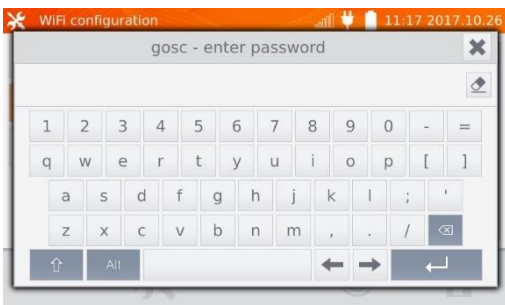 WiFi configuration 11:17 2017.10.26
gosc - enter password
1 2 3 4 5 6 7 8 9 0 - =
q w e r t y u i o p [ ]
a s d f g h j k l ; '
z x c v b n m , . /
Alt